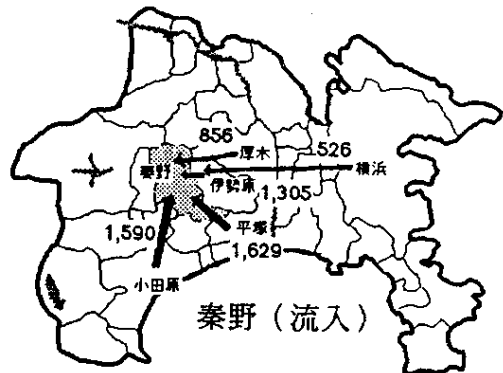 856
厚木
526
秦野
伊勢原
横浜
1,305
1,590
平塚
1,629
小田原
秦野（流入）